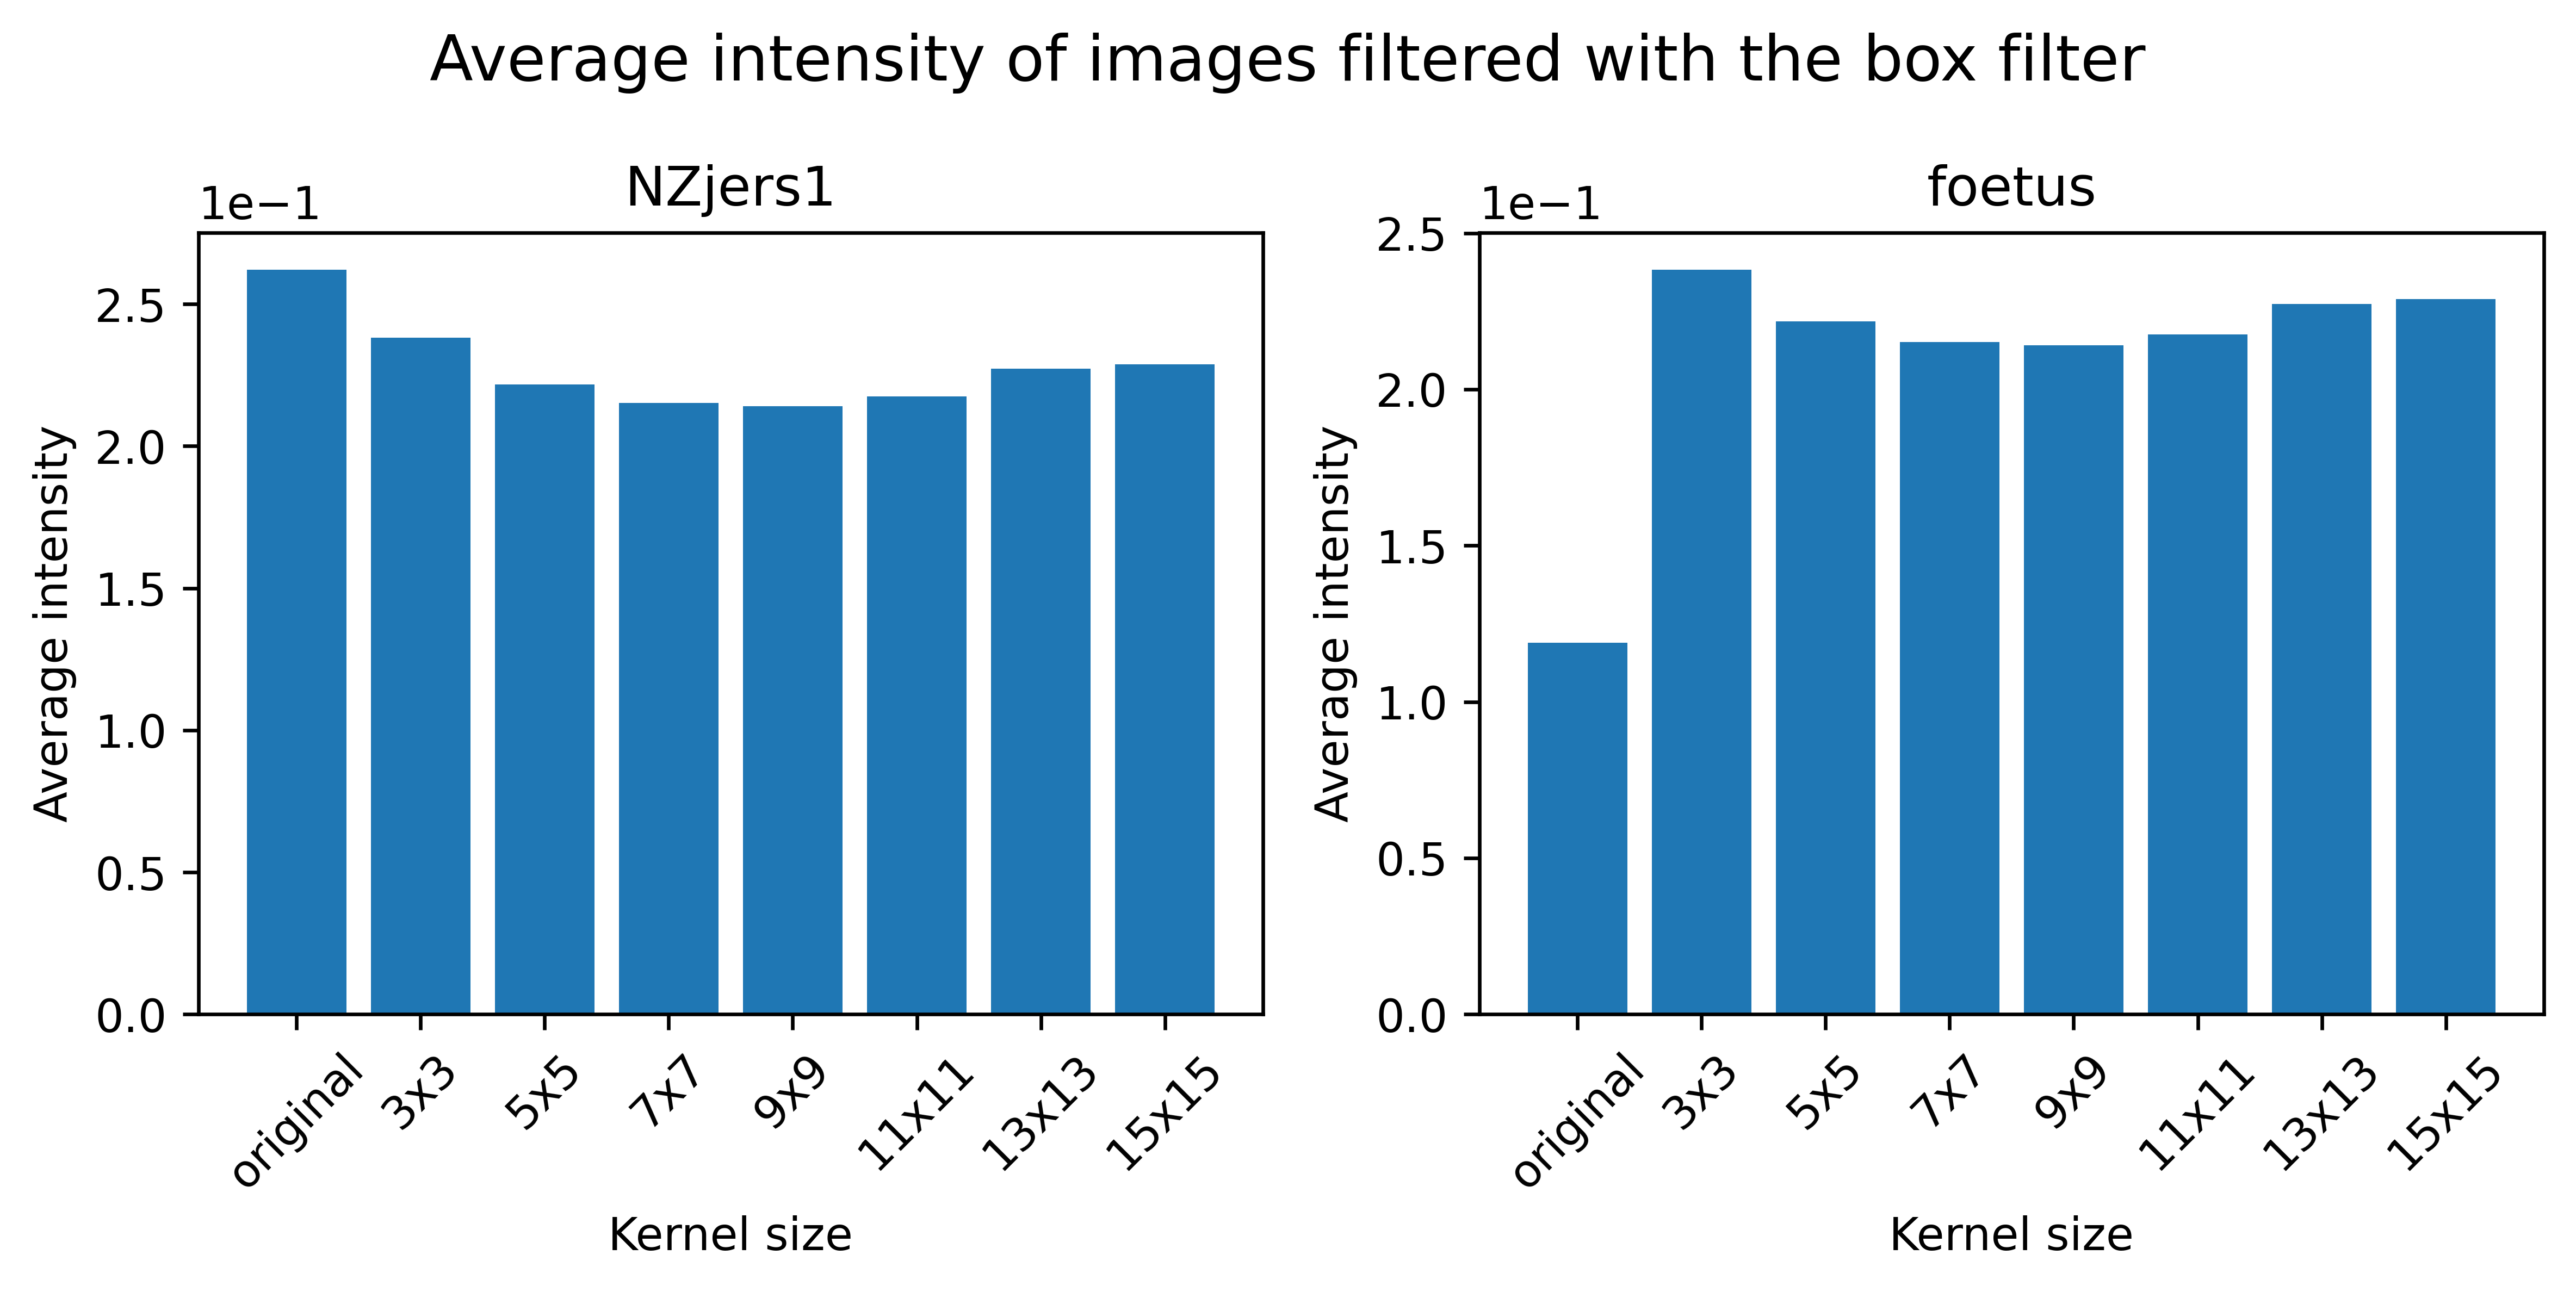 Average intensity of images filtered with the box filter
NZjers1
1e−1
2.5
2.0
1.5
1.0
0.5
0.0
Average intensity
original
3x3
5x5
7x7
9x9
11x11
13x13
15x15
Kernel size
foetus
1e−1
2.5
2.0
1.5
1.0
0.5
0.0
Average intensity
original
3x3
5x5
7x7
9x9
11x11
13x13
15x15
Kernel size